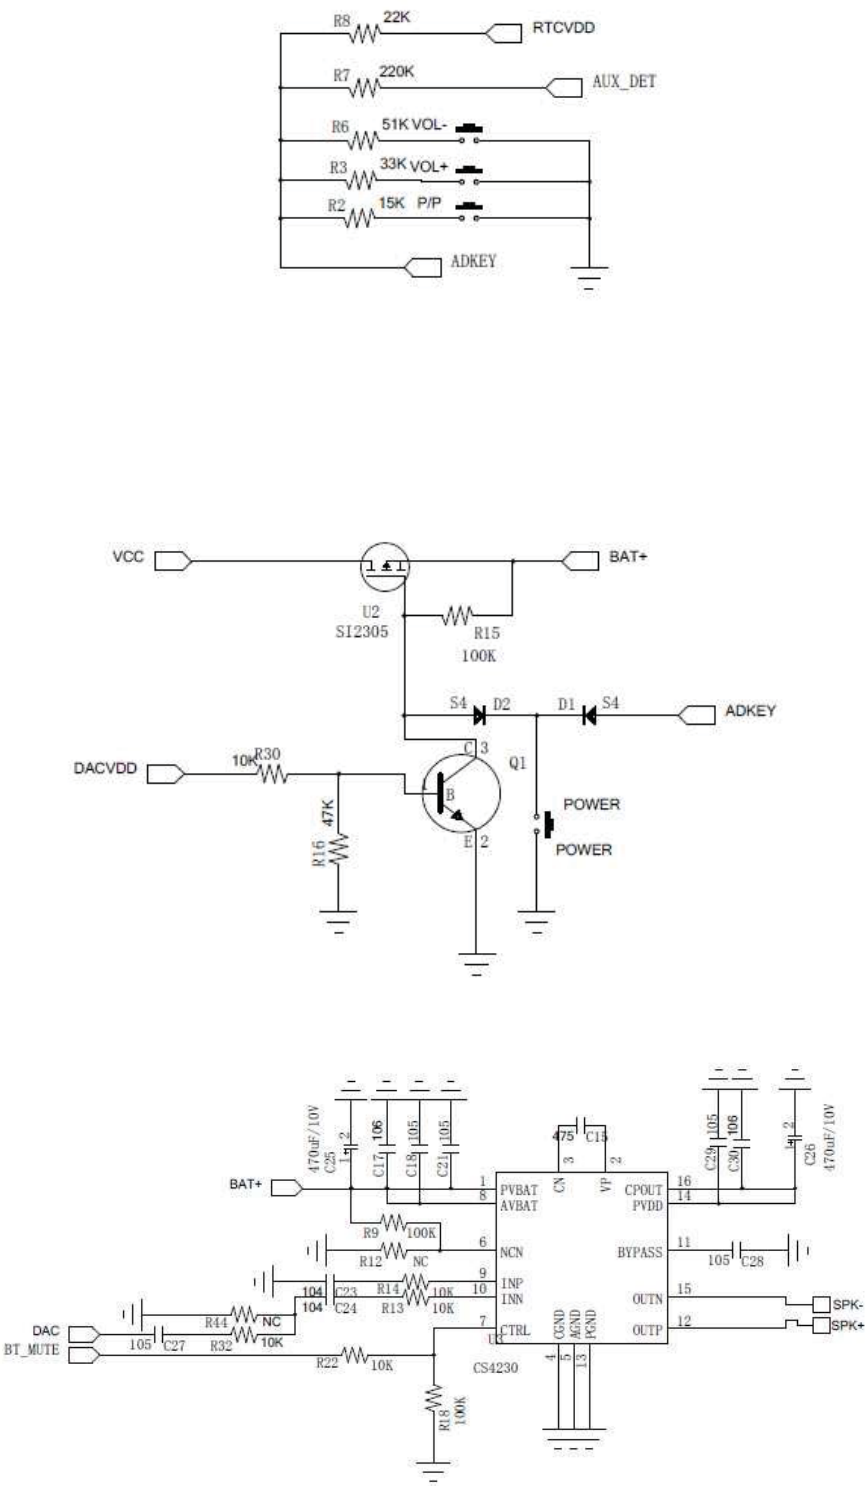 R8 22K RTCVDD
R7 220K AUX_DET
R6 51K VOL-
R3 33K VOL+
R2 15K P/P
ADKEY
VCC BAT+
U2
SI2305
R15
100K
S4 D2 D1 S4 ADKEY
C 3
Q1
DACVDD 10K R30
1 B
47K
R16
E 2
POWER
POWER
470uF/10V
C25
1+ 2
C17 106
C18 105
C21 105
475 C15
3 2
C29 105
C30 106
1+ 2
C26
470uF/10V
BAT+
1 PVBAT CN VP CPOUT 16
8 AVBAT PVDD 14
R9 100K
6 NCN BYPASS 11
R12 NC
105 C28
9 INP
104 C23 R14 10K
10 INN OUTN 15 SPK-
104 C24 R13 10K
R44 NC
7 CTRL CGND AGND PGND OUTP 12 SPK+
DAC
105 C27 R32 10K
BT_MUTE
R22 10K
4 5 13
CS4230
R18
100K